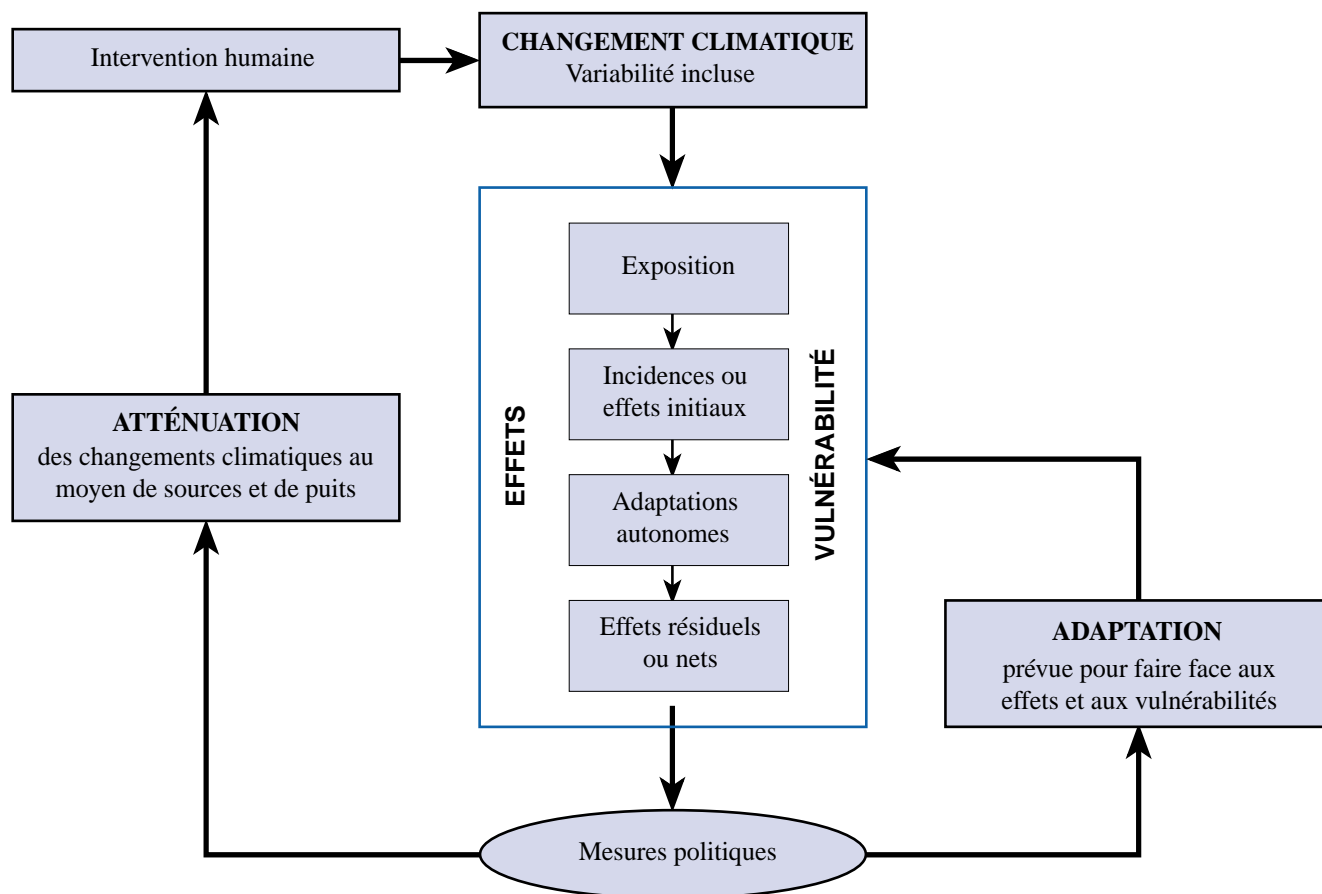 Intervention humaine
CHANGEMENT CLIMATIQUE
Variabilité incluse
Exposition
Incidences ou
effets initiaux
Adaptations
autonomes
Effets résiduels
ou nets
EFFETS
VULNÉRABILITÉ
ATTÉNUATION
des changements climatiques au
moyen de sources et de puits
ADAPTATION
prévue pour faire face aux
effets et aux vulnérabilités
Mesures politiques